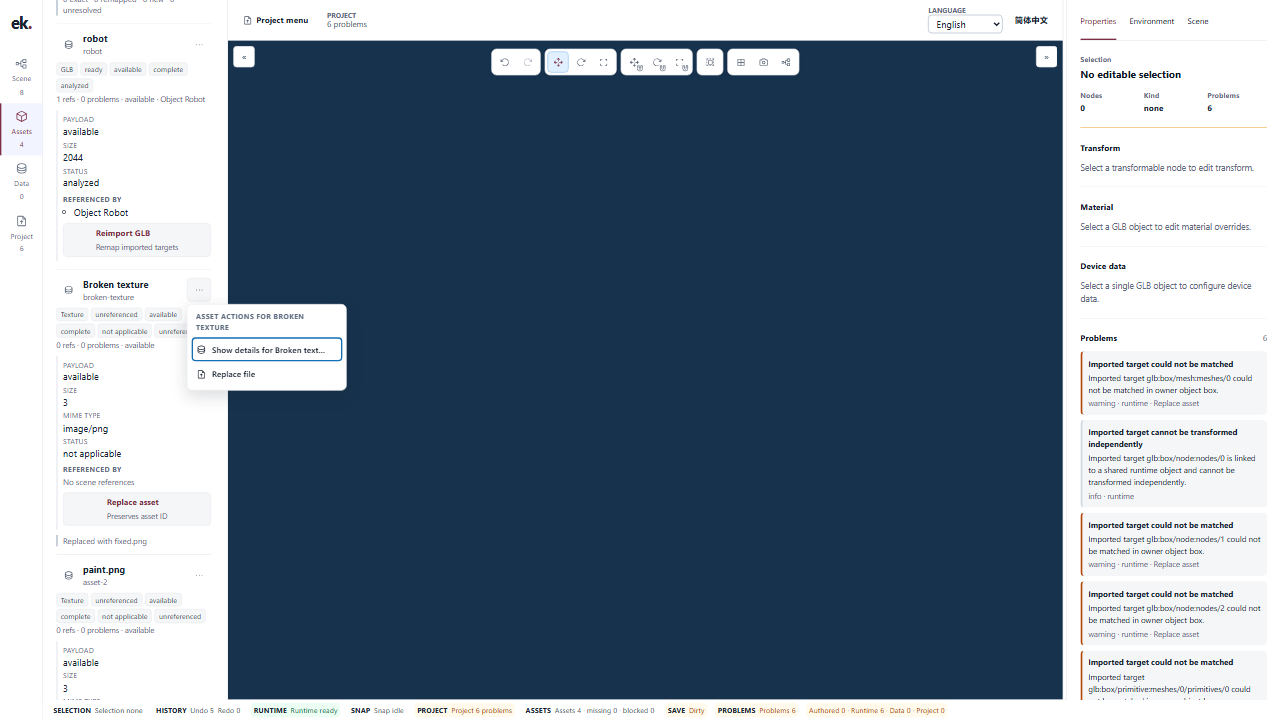 ek.
Scene
8
Assets
4
Data
0
Project
6
0 exact · 0 remapped · 0 new · 0
unresolved
robot
robot
...
GLB ready available complete
analyzed
1 refs · 0 problems · available · Object Robot
PAYLOAD
available
SIZE
2044
STATUS
analyzed
REFERENCED BY
Object Robot
Reimport GLB
Remap imported targets
Broken texture
broken-texture
...
Texture unreferenced available
complete not applicable
0 refs · 0 problems · available
PAYLOAD
available
SIZE
3
MIME TYPE
image/png
STATUS
not applicable
REFERENCED BY
No scene references
Replace asset
Preserves asset ID
Replaced with fixed.png
paint.png
asset-2
...
Texture unreferenced available
complete not applicable unreferenced
0 refs · 0 problems · available
PAYLOAD
available
SIZE
3
ASSET ACTIONS FOR BROKEN
TEXTURE
Show details for Broken text...
Replace file
Project menu
PROJECT
6 problems
LANGUAGE
English
简体中文
«
»
Properties Environment Scene
Selection
No editable selection
Nodes Kind Problems
0 none 6
Transform
Select a transformable node to edit transform.
Material
Select a GLB object to edit material overrides.
Device data
Select a single GLB object to configure device
data.
Problems 6
Imported target could not be matched
Imported target glb:box/mesh:meshes/0 could
not be matched in owner object box.
warning · runtime · Replace asset
Imported target cannot be transformed
independently
Imported target glb:box/node:nodes/0 is linked
to a shared runtime object and cannot be
transformed independently.
info · runtime
Imported target could not be matched
Imported target glb:box/node:nodes/1 could not
be matched in owner object box.
warning · runtime · Replace asset
Imported target could not be matched
Imported target glb:box/node:nodes/2 could not
be matched in owner object box.
warning · runtime · Replace asset
Imported target could not be matched
Imported target
glb:box/primitive:meshes/0/primitives/0 could
SELECTION Selection none HISTORY Undo 5 Redo 0 RUNTIME Runtime ready SNAP Snap idle PROJECT Project 6 problems ASSETS Assets 4 · missing 0 · blocked 0 SAVE Dirty PROBLEMS Problems 6 Authored 0 · Runtime 6 · Data 0 · Project 0